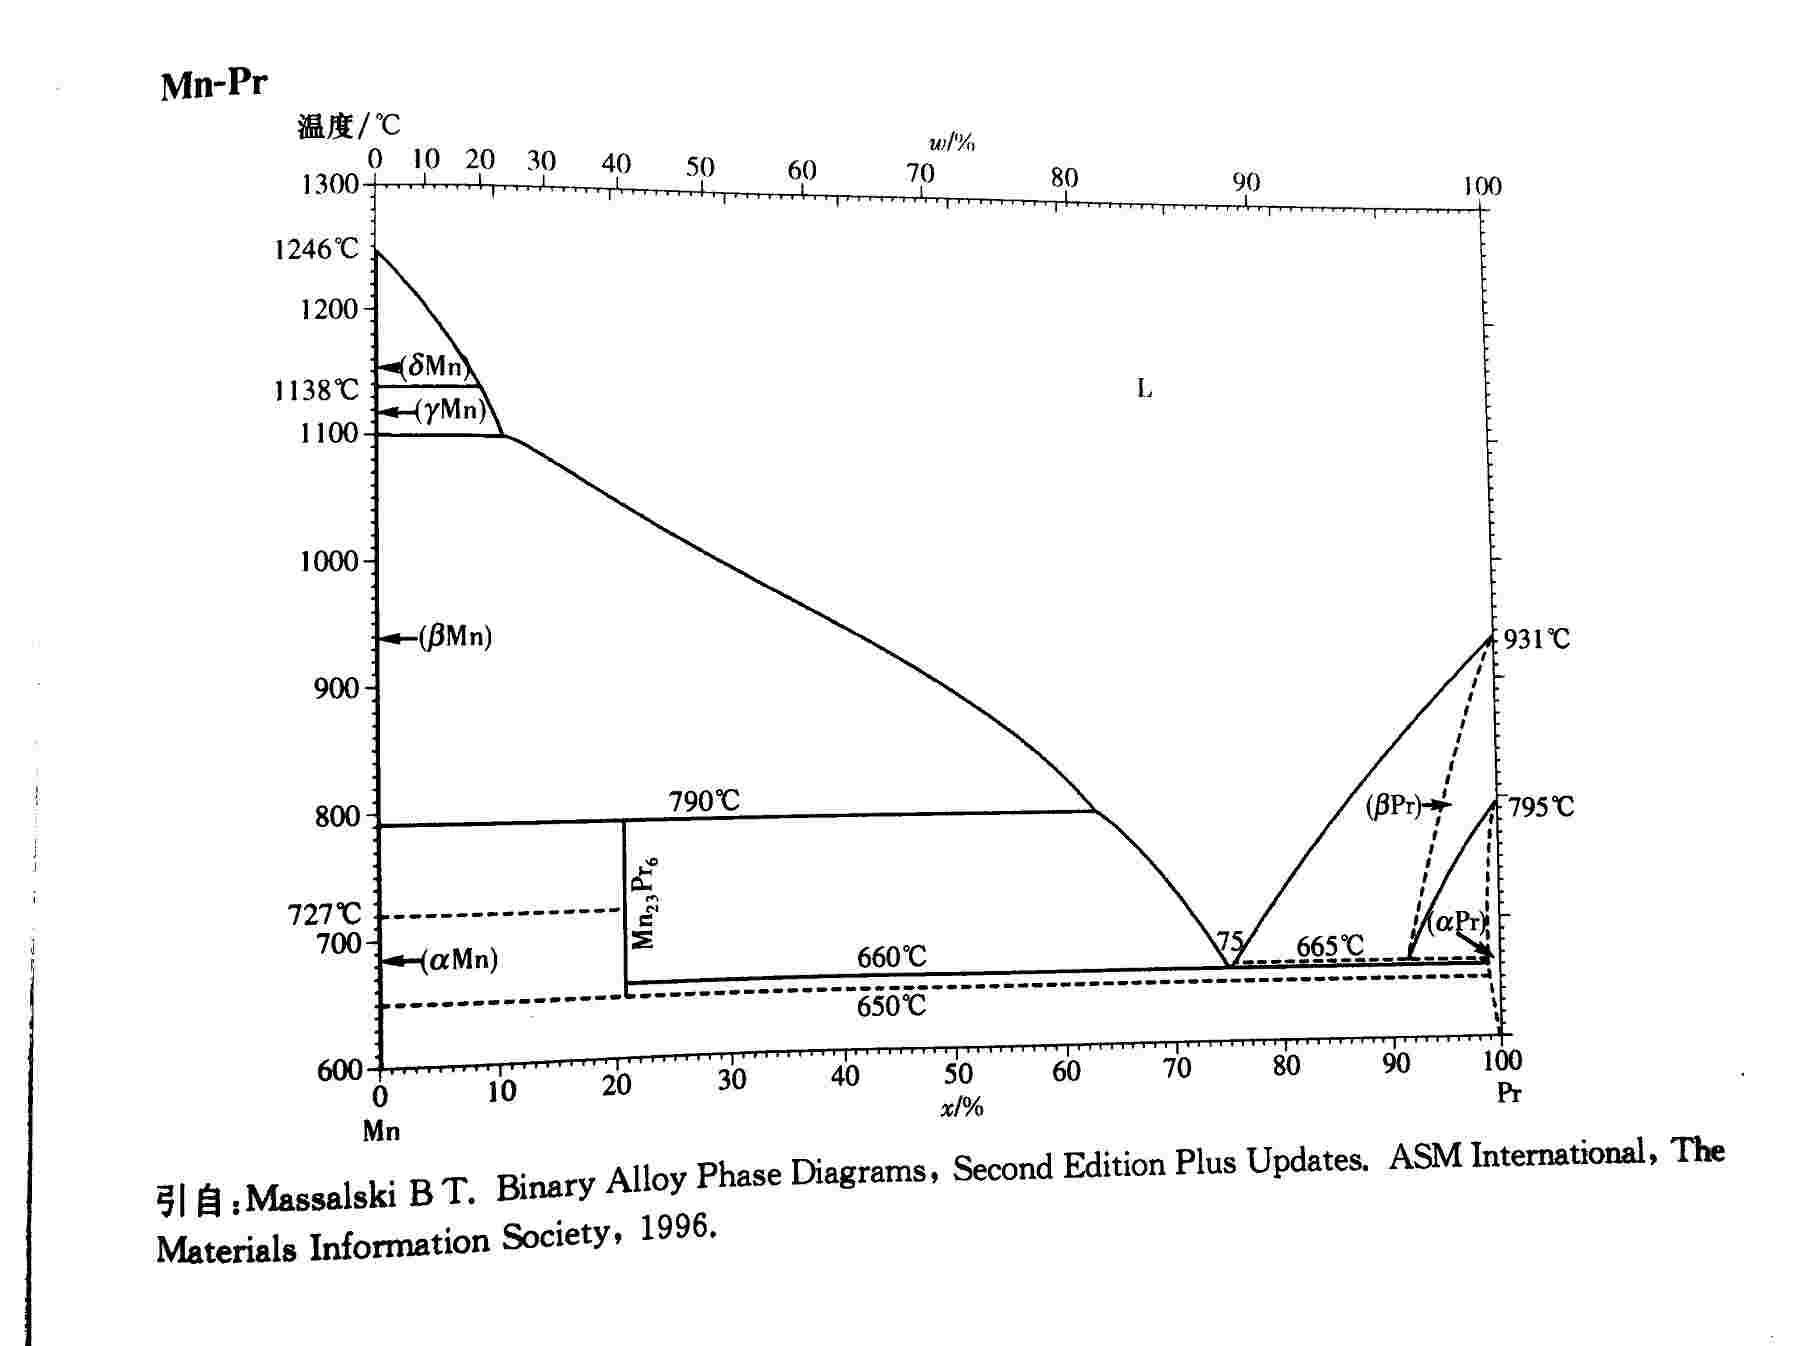 Mn-Pr
温度/℃
w/%
0 10 20 30 40 50 60 70 80 90 100
1300
1246℃
1200
(δMn)
1138℃
L
(γMn)
1100
1000
(βMn)
931℃
900
790℃
(βPr)
795℃
800
Mn₂₃Pr₆
727℃
(αPr)
700
75
665℃
(αMn)
660℃
650℃
600
0 10 20 30 40 50 60 70 80 90 100
Mn
x/%
Pr
引自:Massalski B T. Binary Alloy Phase Diagrams, Second Edition Plus Updates. ASM International, The
Materials Information Society, 1996.